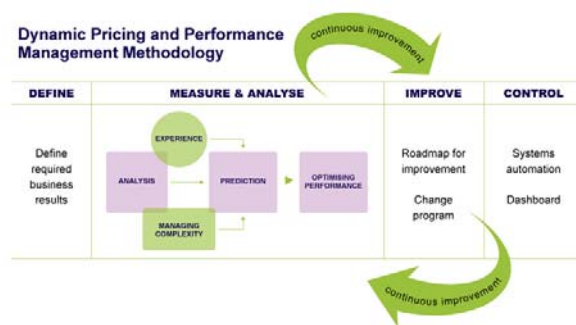 Dynamic Pricing and Performance
Management Methodology
continuous improvement
DEFINE
MEASURE & ANALYSE
IMPROVE
CONTROL
Define
required
business
results
EXPERIENCE
ANALYSIS
PREDICTION
OPTIMISING
PERFORMANCE
MANAGING
COMPLEXITY
Roadmap for
improvement
Change
program
Systems
automation
Dashboard
continuous improvement